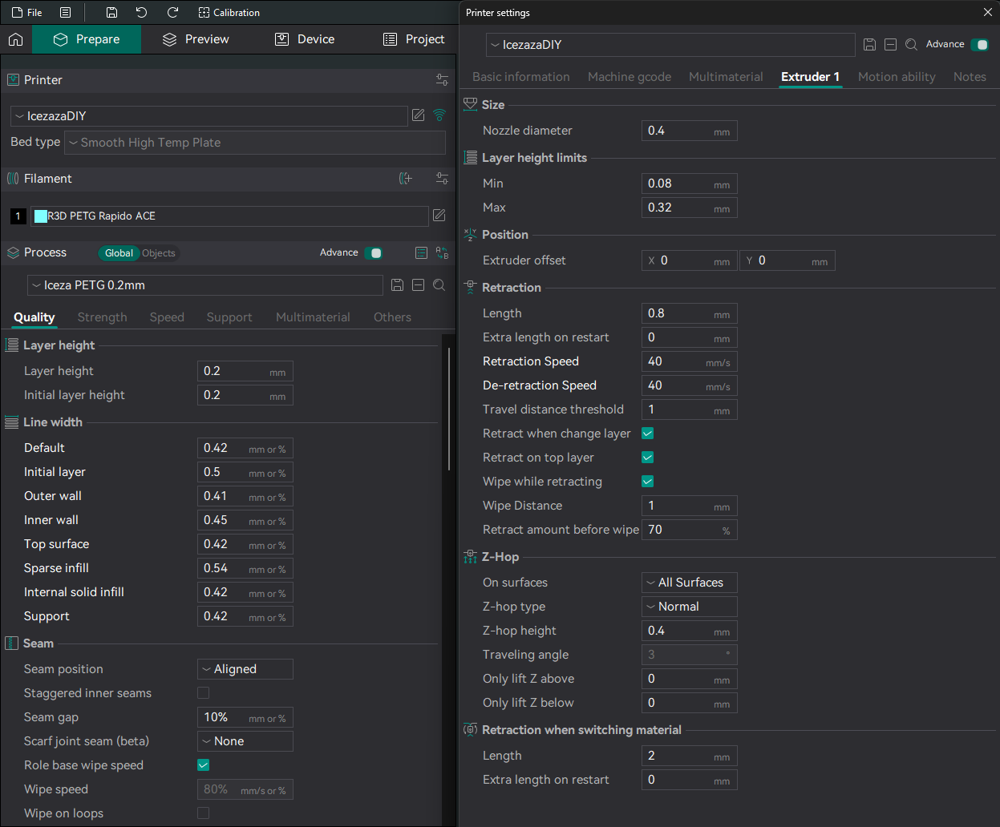 File
Calibration
Prepare
Preview
Device
Project
Printer
IcezazaDIY
Bed type
Smooth High Temp Plate
Filament
1
R3D PETG Rapido ACE
Process
Global
Objects
Advance
Iceza PETG 0.2mm
Quality
Strength
Speed
Support
Multimaterial
Others
Layer height
Layer height 0.2 mm
Initial layer height 0.2 mm
Line width
Default 0.42 mm or %
Initial layer 0.5 mm or %
Outer wall 0.41 mm or %
Inner wall 0.45 mm or %
Top surface 0.42 mm or %
Sparse infill 0.54 mm or %
Internal solid infill 0.42 mm or %
Support 0.42 mm or %
Seam
Seam position Aligned
Staggered inner seams
Seam gap 10% mm or %
Scarf joint seam (beta) None
Role base wipe speed
Wipe speed 80% mm/s or %
Wipe on loops
Printer settings
IcezazaDIY
Advance
Basic information
Machine gcode
Multimaterial
Extruder 1
Motion ability
Notes
Size
Nozzle diameter 0.4 mm
Layer height limits
Min 0.08 mm
Max 0.32 mm
Position
Extruder offset X 0 mm Y 0 mm
Retraction
Length 0.8 mm
Extra length on restart 0 mm
Retraction Speed 40 mm/s
De-retraction Speed 40 mm/s
Travel distance threshold 1 mm
Retract when change layer
Retract on top layer
Wipe while retracting
Wipe Distance 1 mm
Retract amount before wipe 70 %
Z-Hop
On surfaces All Surfaces
Z-hop type Normal
Z-hop height 0.4 mm
Traveling angle 3 °
Only lift Z above 0 mm
Only lift Z below 0 mm
Retraction when switching material
Length 2 mm
Extra length on restart 0 mm